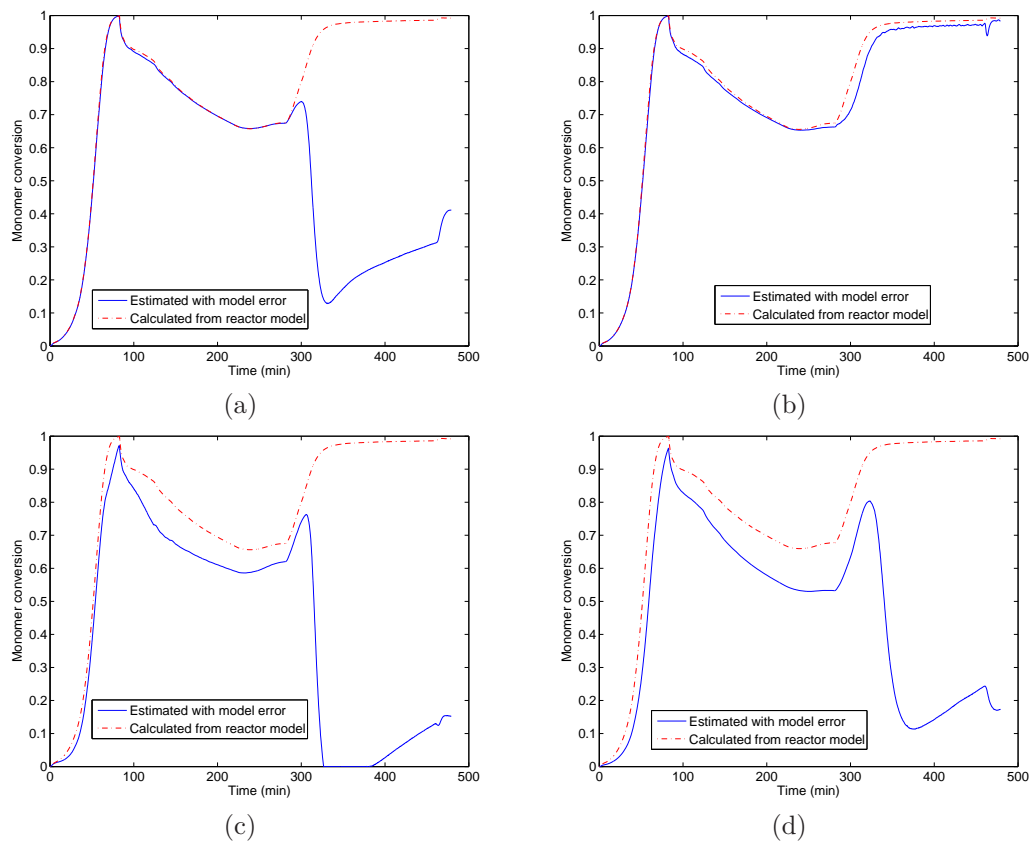 1
0.9
0.8
0.7
0.6
0.5
0.4
0.3
0.2
0.1
0
Monomer conversion
Estimated with model error
Calculated from reactor model
0 100 200 300 400 500
Time (min)
(a)
1
0.9
0.8
0.7
0.6
0.5
0.4
0.3
0.2
0.1
0
Monomer conversion
Estimated with model error
Calculated from reactor model
0 100 200 300 400 500
Time (min)
(b)
1
0.9
0.8
0.7
0.6
0.5
0.4
0.3
0.2
0.1
0
Monomer conversion
Estimated with model error
Calculated from reactor model
0 100 200 300 400 500
Time (min)
(c)
1
0.9
0.8
0.7
0.6
0.5
0.4
0.3
0.2
0.1
0
Monomer conversion
Estimated with model error
Calculated from reactor model
0 100 200 300 400 500
Time (min)
(d)